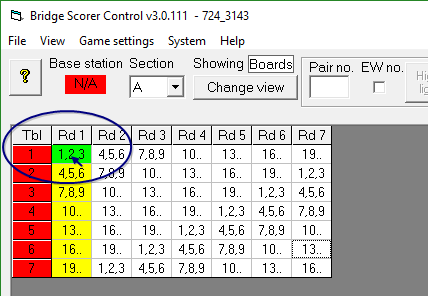 Bridge Scorer Control v3.0.111 - 724_3143
File View Game settings System Help
? Base station Section Showing Boards Pair no. EW no.
N/A A Change view Hig
ligh
Tbl Rd 1 Rd 2 Rd 3 Rd 4 Rd 5 Rd 6 Rd 7
1 1,2,3 4,5,6 7,8,9 10.. 13.. 16.. 19..
2 4,5,6 7,8,9 10.. 13.. 16.. 19.. 1,2,3
3 7,8,9 10.. 13.. 16.. 19.. 1,2,3 4,5,6
4 10.. 13.. 16.. 19.. 1,2,3 4,5,6 7,8,9
5 13.. 16.. 19.. 1,2,3 4,5,6 7,8,9 10..
6 16.. 19.. 1,2,3 4,5,6 7,8,9 10.. 13..
7 19.. 1,2,3 4,5,6 7,8,9 10.. 13.. 16..